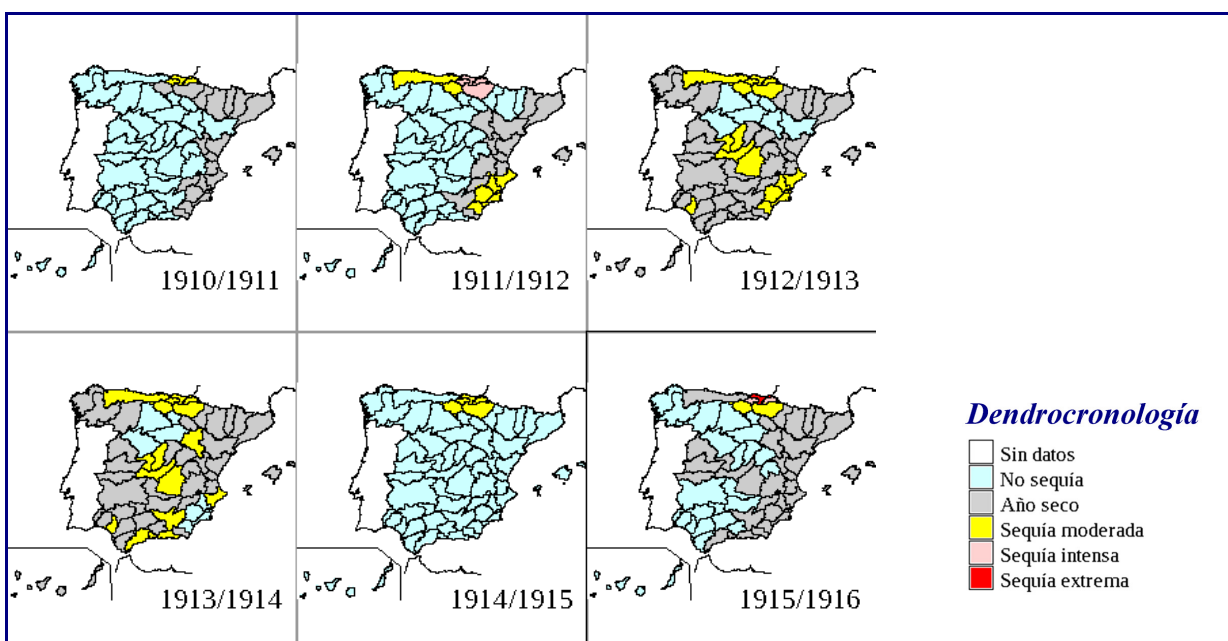 1910/1911
1911/1912
1912/1913
1913/1914
1914/1915
1915/1916
Dendrocronología
Sin datos
No sequía
Año seco
Sequía moderada
Sequía intensa
Sequía extrema